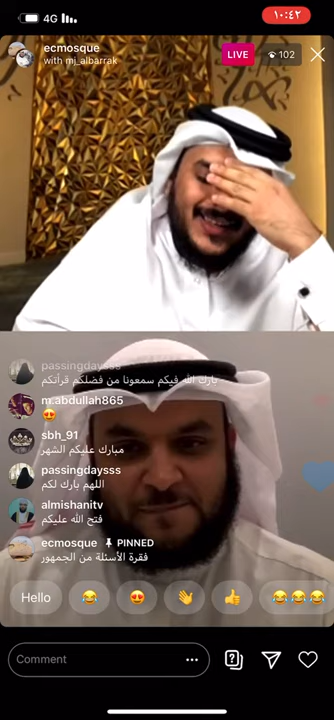 4G
١٠:٤٢
ecmosque
with mj_albarrak
LIVE
102
passingdaysss
بارك الله فيكم سمعونا من فضلكم قرآتكم
m.abdullah865
😍
sbh_91
مبارك عليكم الشهر
passingdaysss
اللهم بارك لكم
almishanitv
فتح الله عليكم
ecmosque PINNED
فقرة الأسئلة من الجمهور
Hello 😂 😍 👋 👍 😂😂😂
Comment